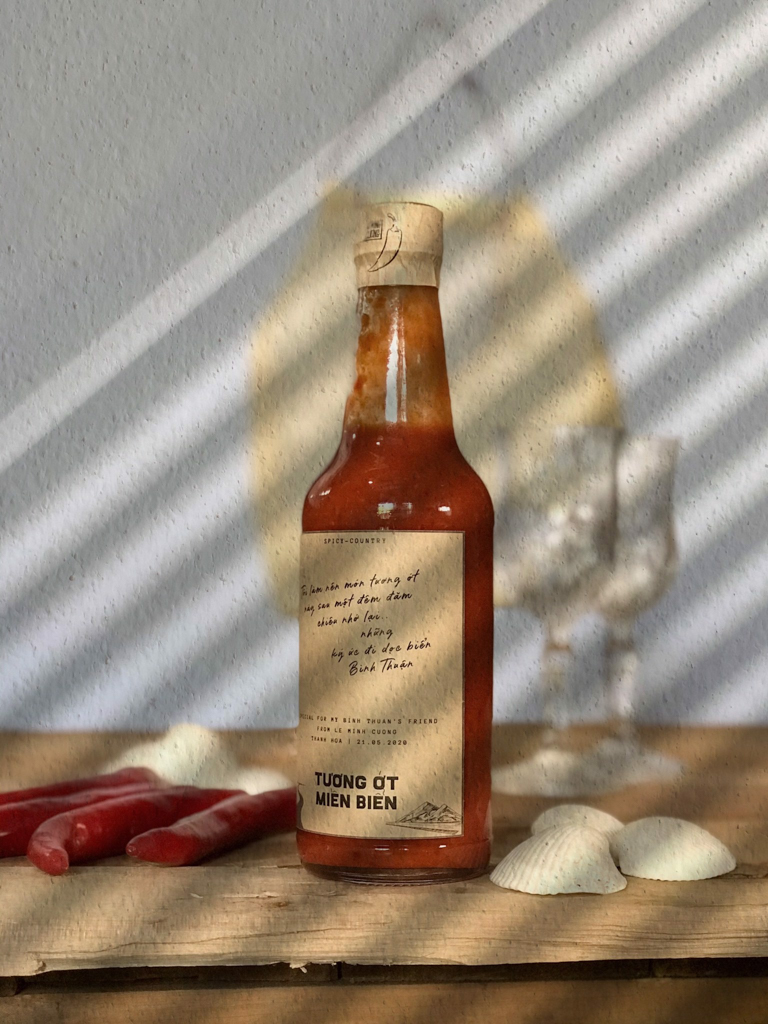 SPICY-COUNTRY
Tôi làm nên món tương ớt
này sau một đêm đăm
chiêu nhớ lại...
những
ký ức đi dọc biển
Bình Thuận
SPECIAL FOR MY BÌNH THUẬN'S FRIEND
FROM LE MINH CUONG
THANH HOA | 21.05.2020
TƯƠNG ỚT
MIỀN BIỂN